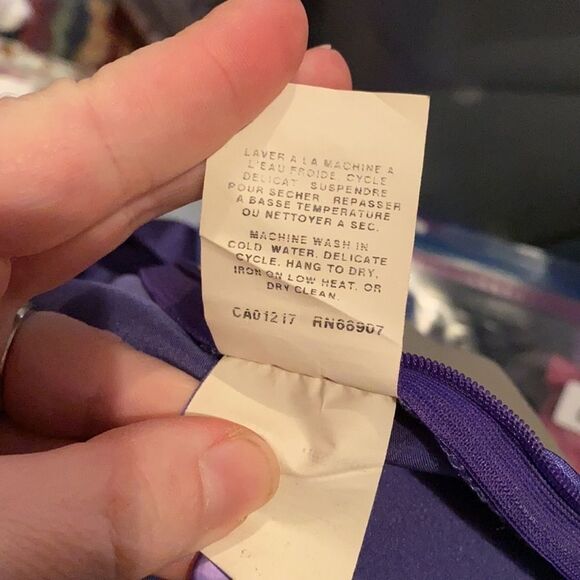 LAVER A LA MACHINE A
L'EAU FROIDE, CYCLE
DELICAT SUSPENDRE
POUR SECHER REPASSER
A BASSE TEMPERATURE
OU NETTOYER A SEC.
MACHINE WASH IN
COLD WATER, DELICATE
CYCLE, HANG TO DRY,
IRON ON LOW HEAT, OR
DRY CLEAN.
CA01217 RN66907